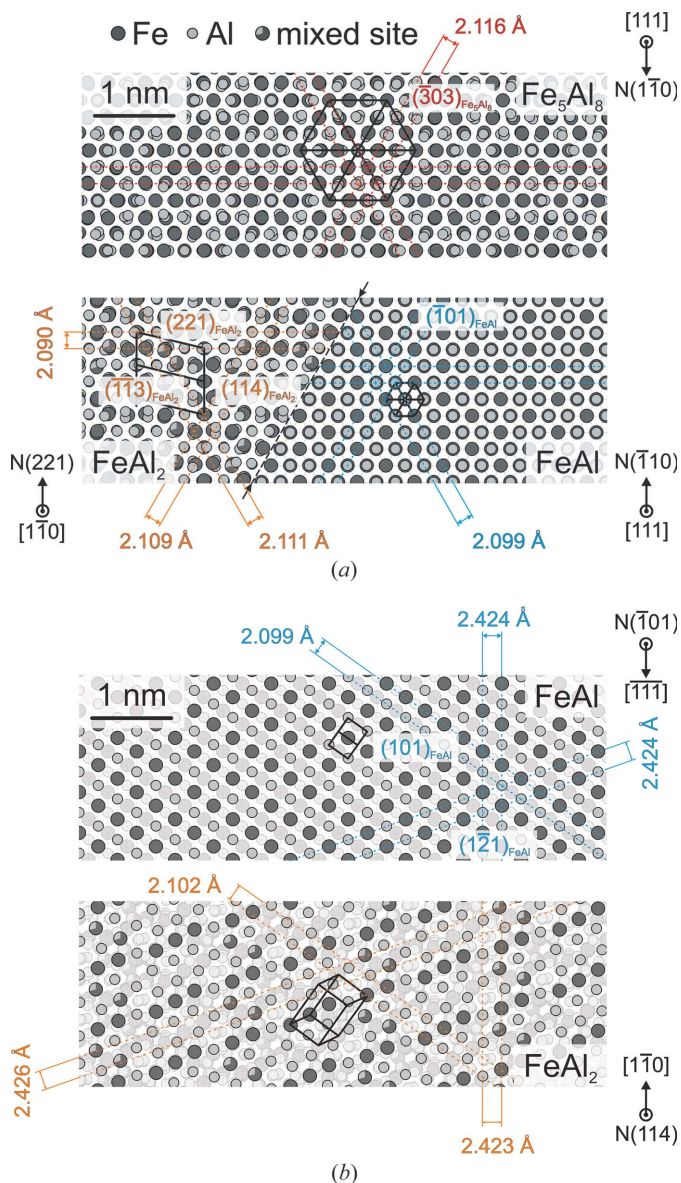 Fe Al mixed site
2.116 Å
[111]
N(11̅0)
1 nm
(3̅03)Fe₅Al₈
Fe₅Al₈
2.090 Å
(221)FeAl₂
(1̅1̅3)FeAl₂
(114)FeAl₂
(1̅01)FeAl
FeAl₂
FeAl
N(221)
[11̅0]
N(1̅10)
[111]
2.109 Å
2.111 Å
2.099 Å
(a)
2.099 Å
2.424 Å
N(1̅01)
[1̅1̅1̅]
1 nm
FeAl
(101)FeAl
2.424 Å
(12̅1)FeAl
2.102 Å
2.426 Å
FeAl₂
[11̅0]
N(114)
2.423 Å
(b)